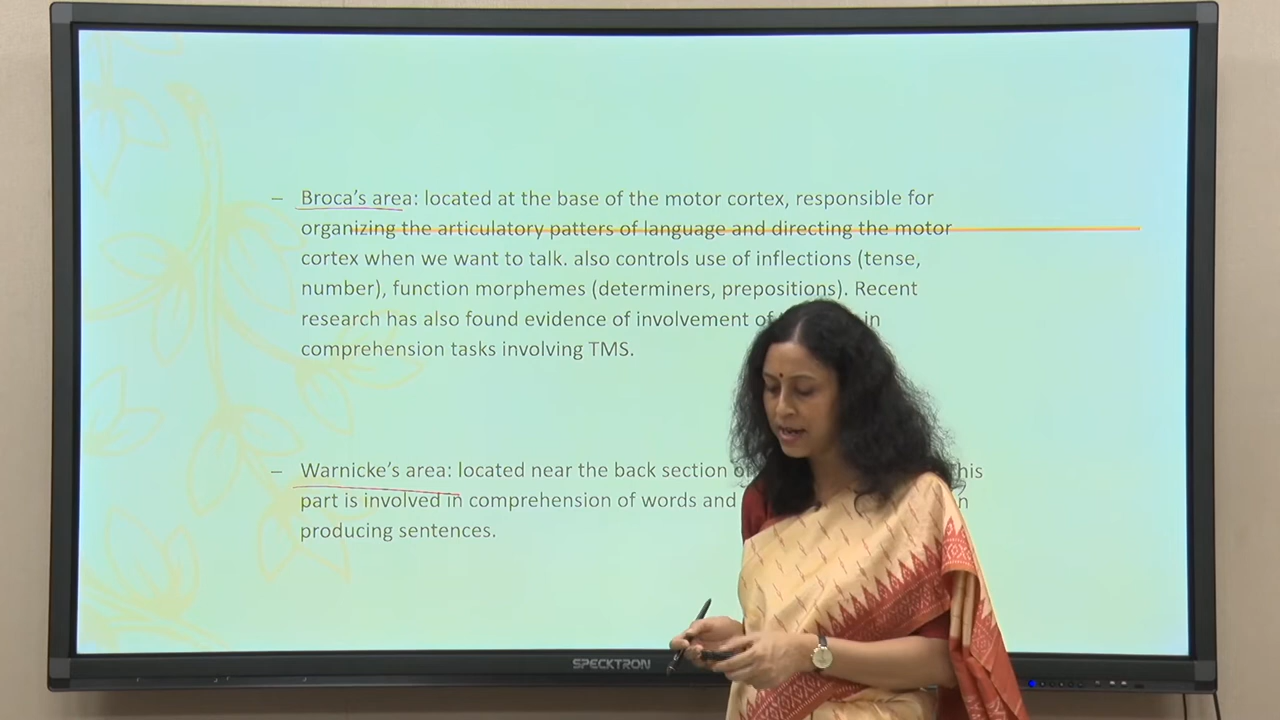 – Broca's area: located at the base of the motor cortex, responsible for
organizing the articulatory patters of language and directing the motor
cortex when we want to talk. also controls use of inflections (tense,
number), function morphemes (determiners, prepositions). Recent
research has also found evidence of involvement of in
comprehension tasks involving TMS.
– Warnicke's area: located near the back section
part is involved in comprehension of words and
producing sentences.
SPECKTRON